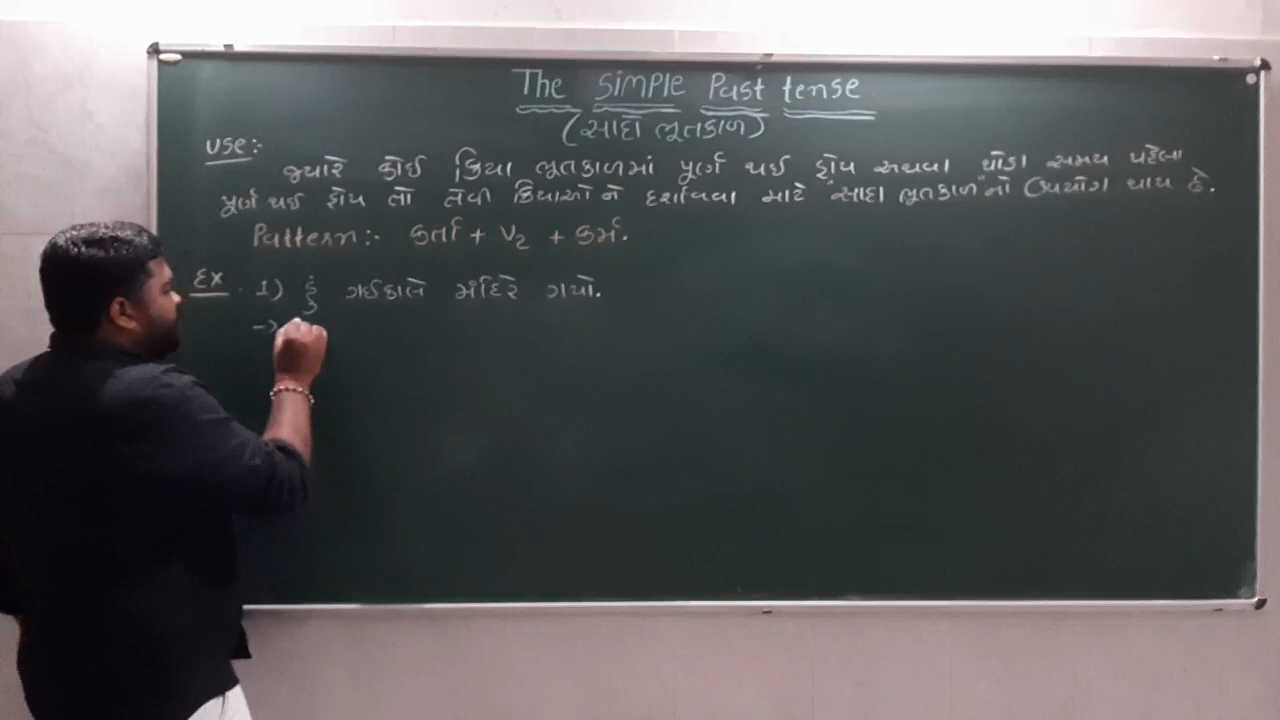 The Simple Past tense
(સાદો ભૂતકાળ)
use:-
જ્યારે કોઈ ક્રિયા ભૂતકાળમાં પૂર્ણ થઈ હોય અથવા થોડા સમય પહેલા
પૂર્ણ થઈ હોય તો તેવી ક્રિયાઓને દર્શાવવા માટે "સાદા ભૂતકાળ"નો ઉપયોગ થાય છે.
Pattern:- કર્તા + V2 + કર્મ.
Ex. 1) હું ગઈકાલે મંદિરે ગયો.
→